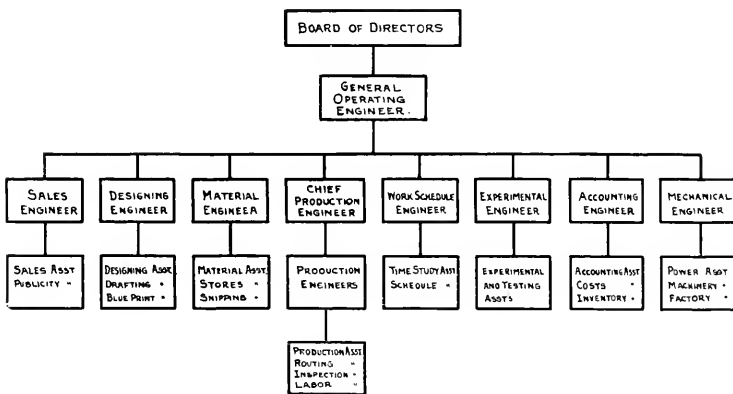 BOARD OF DIRECTORS
GENERAL
OPERATING
ENGINEER.
SALES
ENGINEER
DESIGNING
ENGINEER
MATERIAL
ENGINEEA
CHIEF
PRODUCTION
ENGINEER
WORK SCHEDULE
ENGINEER
EXPERIMENTAL
ENGINEER
ACCOUNTING
ENGINEER
MECHANICAL
ENGINEER
SALES ASST
PUBLICITY "
DESIGNING ASST.
DRAFTING "
BLUE PRINT "
MATERIAL ASST.
STORES "
SHIPPING "
PRODUCTION
ENGINEERS
TIME STUDY ASST
SCHEDULE "
EXPERIMENTAL
AND TESTING
ASSTS
ACCOUNTING ASST
COSTS "
INVENTORY "
POWER ASST
MACHINERY "
FACTORY "
PRODUCTION ASST.
ROUTING "
INSPECTION "
LABOR "